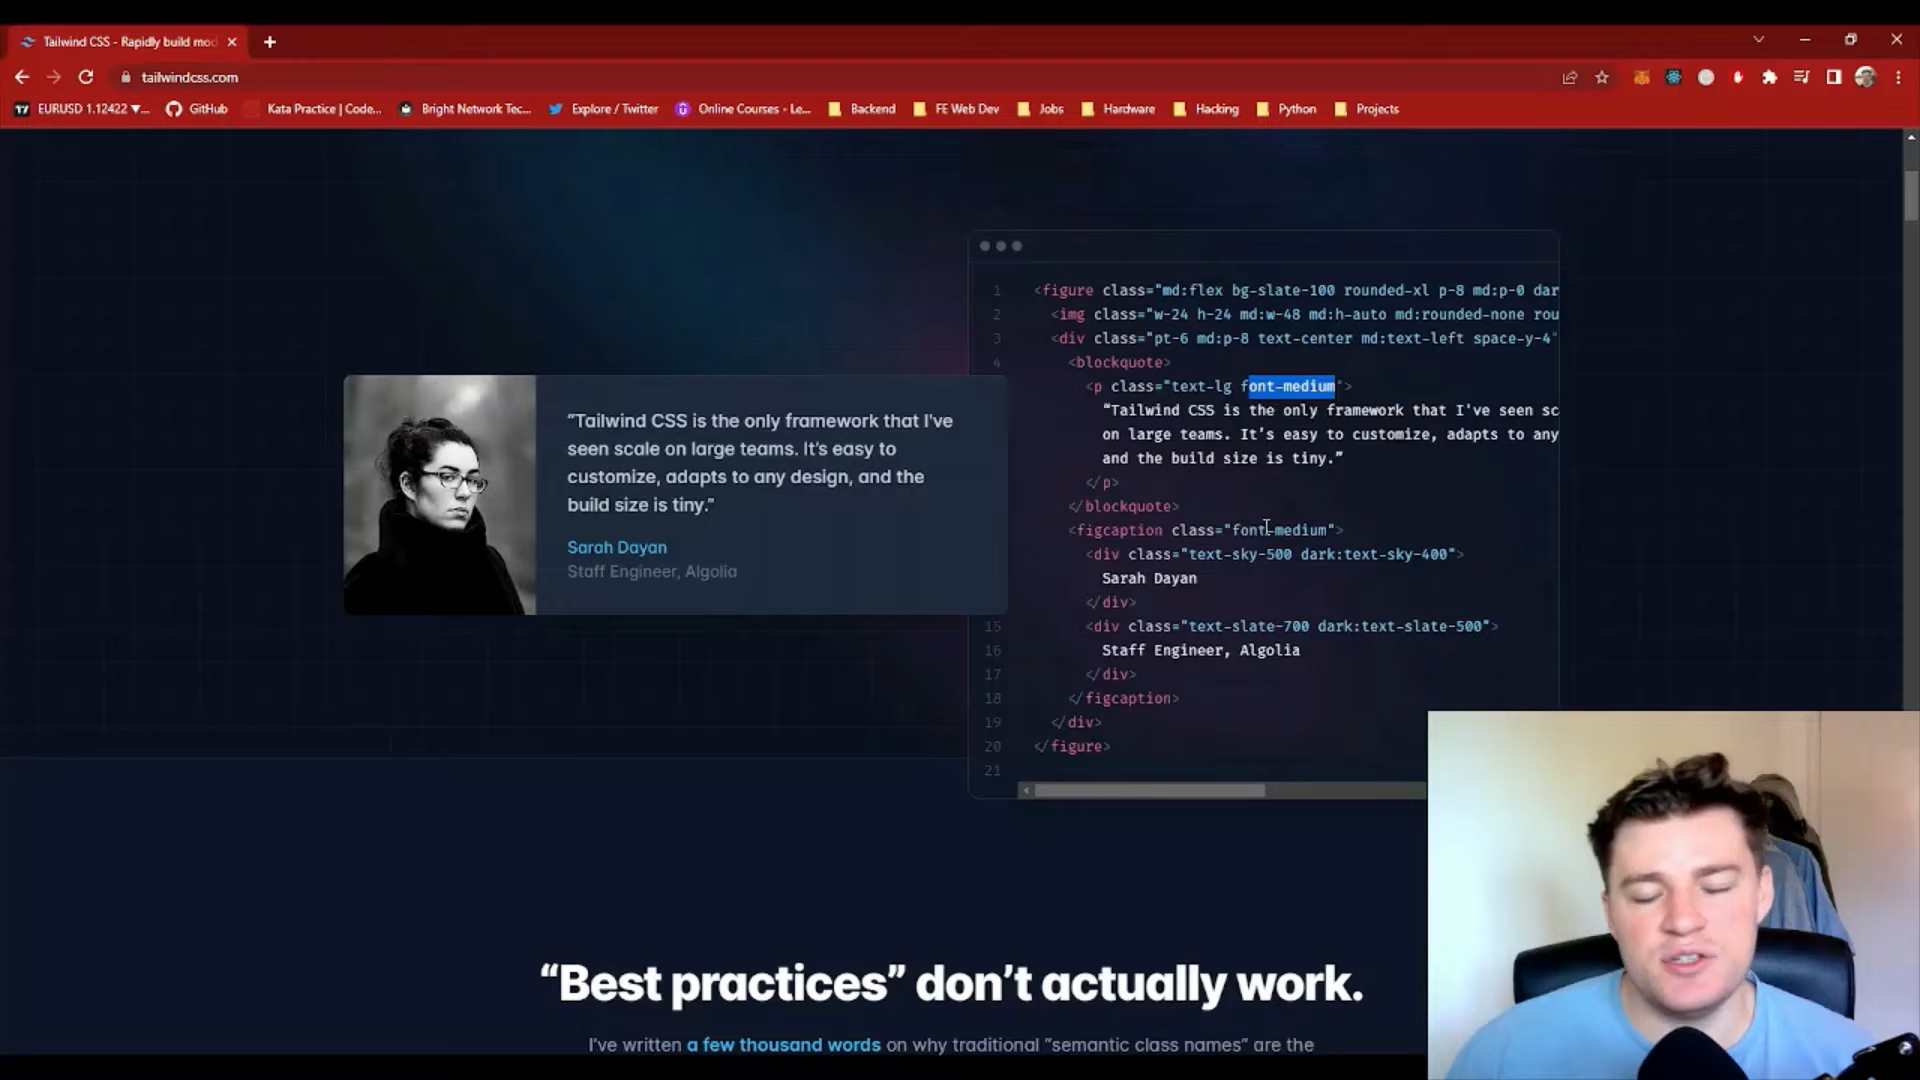 Tailwind CSS - Rapidly build mod
tailwindcss.com
EURUSD 1.12422 ▼...
GitHub
Kata Practice | Code...
Bright Network Tec...
Explore / Twitter
Online Courses - Le...
Backend
FE Web Dev
Jobs
Hardware
Hacking
Python
Projects
“Tailwind CSS is the only framework that I've
seen scale on large teams. It's easy to
customize, adapts to any design, and the
build size is tiny.”
Sarah Dayan
Staff Engineer, Algolia
1 <figure class="md:flex bg-slate-100 rounded-xl p-8 md:p-0 dar
2 <img class="w-24 h-24 md:w-48 md:h-auto md:rounded-none rou
3 <div class="pt-6 md:p-8 text-center md:text-left space-y-4"
4 <blockquote>
<p class="text-lg font-medium">
“Tailwind CSS is the only framework that I've seen sc
on large teams. It's easy to customize, adapts to any
and the build size is tiny.”
</p>
</blockquote>
<figcaption class="font-medium">
<div class="text-sky-500 dark:text-sky-400">
Sarah Dayan
</div>
15 <div class="text-slate-700 dark:text-slate-500">
16 Staff Engineer, Algolia
17 </div>
18 </figcaption>
19 </div>
20 </figure>
21
“Best practices” don't actually work.
I've written a few thousand words on why traditional “semantic class names” are the